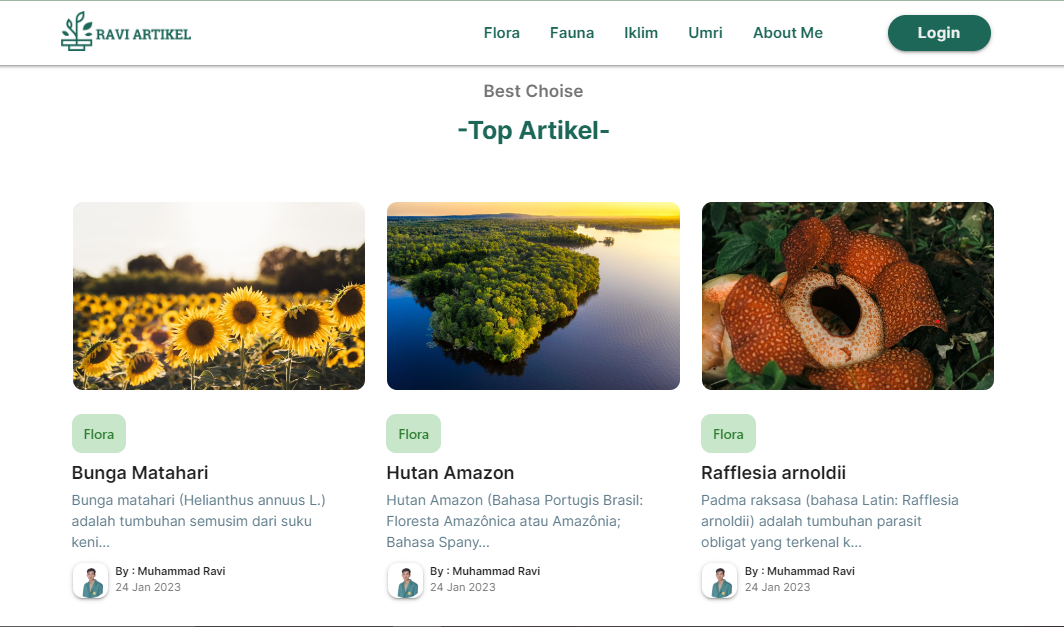 RAVI ARTIKEL
Flora Fauna Iklim Umri About Me Login
Best Choise
-Top Artikel-
Flora
Bunga Matahari
Bunga matahari (Helianthus annuus L.)
adalah tumbuhan semusim dari suku
keni...
By : Muhammad Ravi
24 Jan 2023
Flora
Hutan Amazon
Hutan Amazon (Bahasa Portugis Brasil:
Floresta Amazônica atau Amazônia;
Bahasa Spany...
By : Muhammad Ravi
24 Jan 2023
Flora
Rafflesia arnoldii
Padma raksasa (bahasa Latin: Rafflesia
arnoldii) adalah tumbuhan parasit
obligat yang terkenal k...
By : Muhammad Ravi
24 Jan 2023